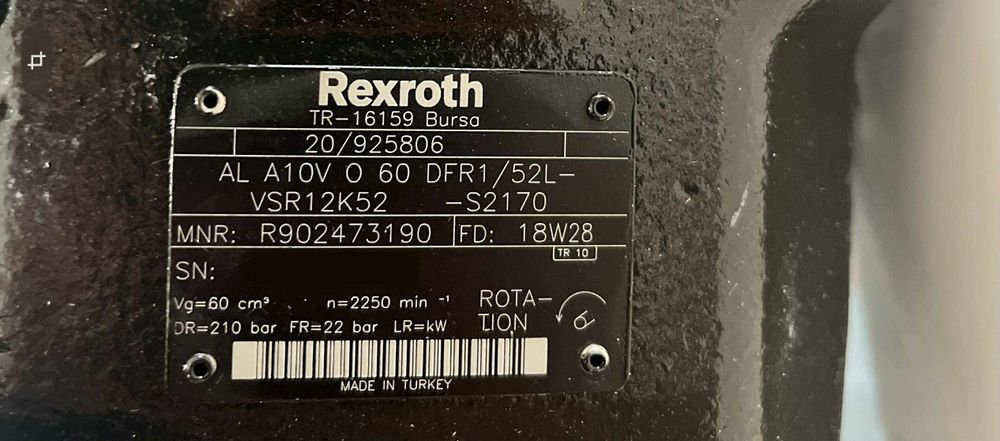 Rexroth
TR-16159 Bursa
20/925806
AL A10V O 60 DFR1/52L-
VSR12K52 -S2170
MNR: R902473190 FD: 18W28
TR 10
SN:
Vg=60 cm³ n=2250 min⁻¹
DR=210 bar FR=22 bar LR=kW
ROTA-
TION
MADE IN TURKEY